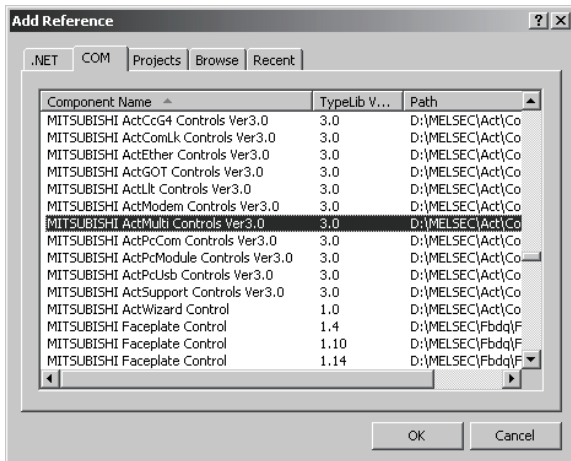 Add Reference
.NET COM Projects Browse Recent
Component Name TypeLib V... Path
MITSUBISHI ActCcG4 Controls Ver3.0 3.0 D:\MELSEC\Act\Co
MITSUBISHI ActComLk Controls Ver3.0 3.0 D:\MELSEC\Act\Co
MITSUBISHI ActEther Controls Ver3.0 3.0 D:\MELSEC\Act\Co
MITSUBISHI ActGOT Controls Ver3.0 3.0 D:\MELSEC\Act\Co
MITSUBISHI ActLlt Controls Ver3.0 3.0 D:\MELSEC\Act\Co
MITSUBISHI ActModem Controls Ver3.0 3.0 D:\MELSEC\Act\Co
MITSUBISHI ActMulti Controls Ver3.0 3.0 D:\MELSEC\Act\Co
MITSUBISHI ActPcCom Controls Ver3.0 3.0 D:\MELSEC\Act\Co
MITSUBISHI ActPcModule Controls Ver3.0 3.0 D:\MELSEC\Act\Co
MITSUBISHI ActPcUsb Controls Ver3.0 3.0 D:\MELSEC\Act\Co
MITSUBISHI ActSupport Controls Ver3.0 3.0 D:\MELSEC\Act\Co
MITSUBISHI ActWizard Control 1.0 D:\MELSEC\Act\Co
MITSUBISHI Faceplate Control 1.4 D:\MELSEC\Fbdq\F
MITSUBISHI Faceplate Control 1.10 D:\MELSEC\Fbdq\F
MITSUBISHI Faceplate Control 1.14 D:\MELSEC\Fbdq\F
OK Cancel